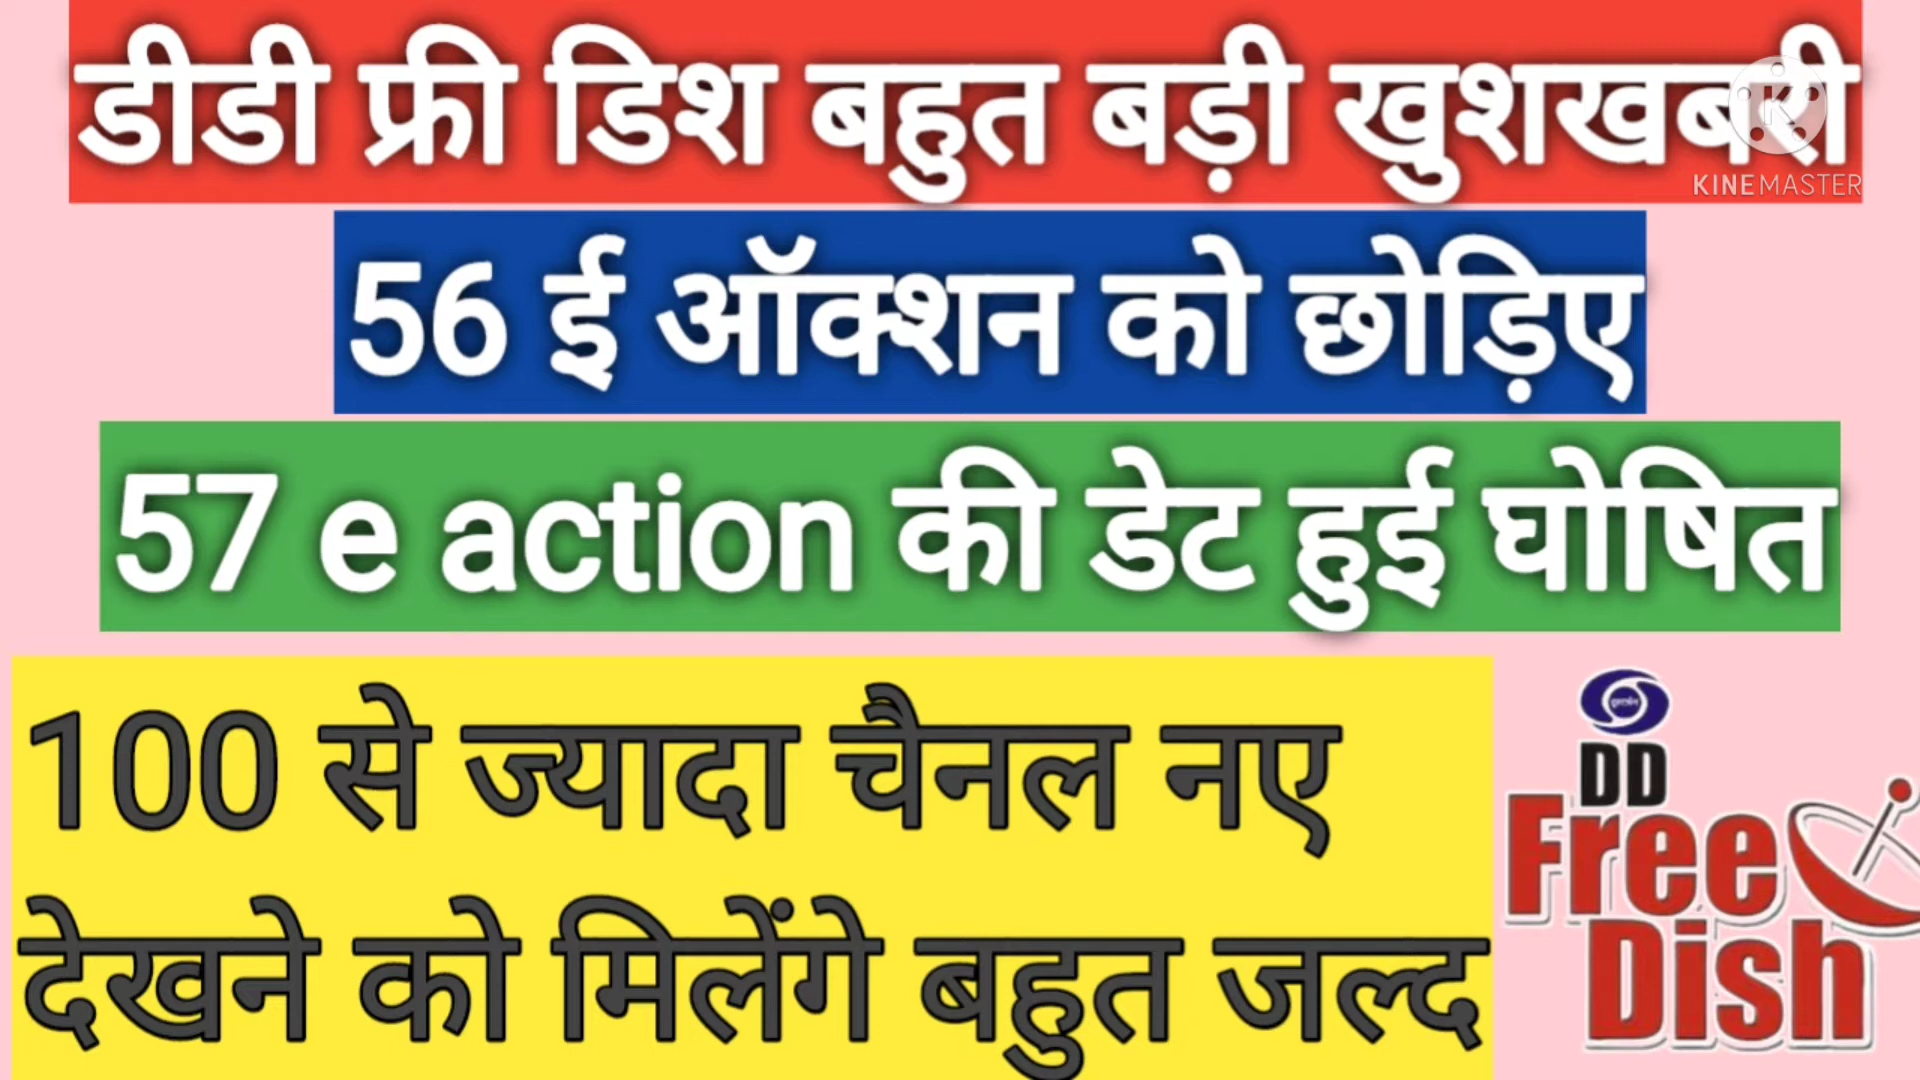 डीडी फ्री डिश बहुत बड़ी खुशखबरी
KINEMASTER
56 ई ऑक्शन को छोड़िए
57 e action की डेट हुई घोषित
100 से ज्यादा चैनल नए
देखने को मिलेंगे बहुत जल्द
DD
Free
Dish